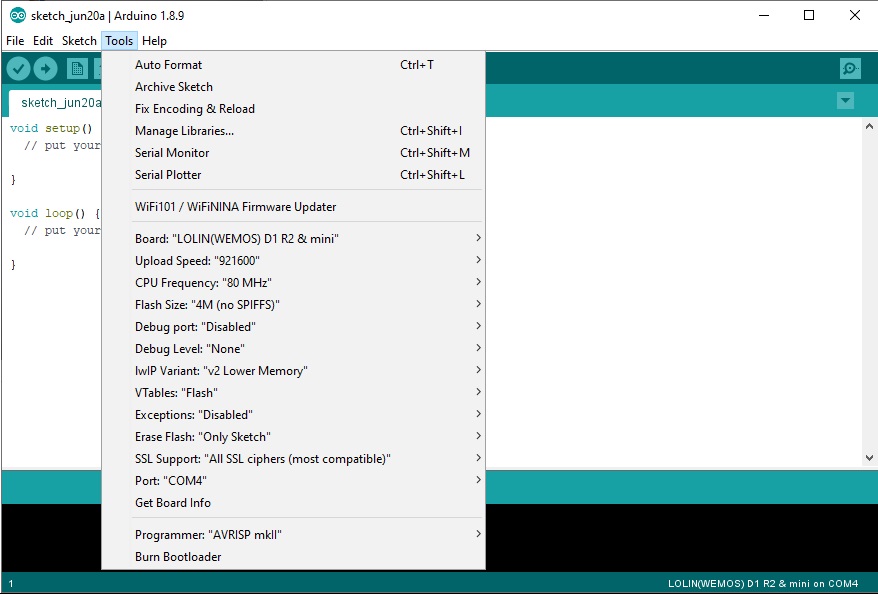 sketch_jun20a | Arduino 1.8.9
File Edit Sketch Tools Help
sketch_jun20a
void setup()
// put your
}
void loop() {
// put your
}
Auto Format Ctrl+T
Archive Sketch
Fix Encoding & Reload
Manage Libraries... Ctrl+Shift+I
Serial Monitor Ctrl+Shift+M
Serial Plotter Ctrl+Shift+L
WiFi101 / WiFiNINA Firmware Updater
Board: "LOLIN(WEMOS) D1 R2 & mini"
Upload Speed: "921600"
CPU Frequency: "80 MHz"
Flash Size: "4M (no SPIFFS)"
Debug port: "Disabled"
Debug Level: "None"
lwIP Variant: "v2 Lower Memory"
VTables: "Flash"
Exceptions: "Disabled"
Erase Flash: "Only Sketch"
SSL Support: "All SSL ciphers (most compatible)"
Port: "COM4"
Get Board Info
Programmer: "AVRISP mkII"
Burn Bootloader
1 LOLIN(WEMOS) D1 R2 & mini on COM4